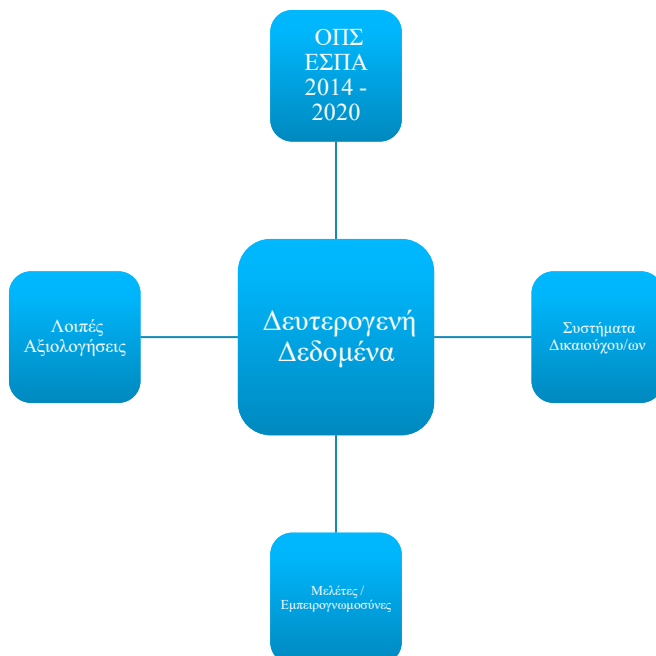 ΟΠΣ
ΕΣΠΑ
2014 -
2020
Λοιπές
Αξιολογήσεις
Δευτερογενή
Δεδομένα
Συστήματα
Δικαιούχου/ων
Μελέτες /
Εμπειρογνωμοσύνες